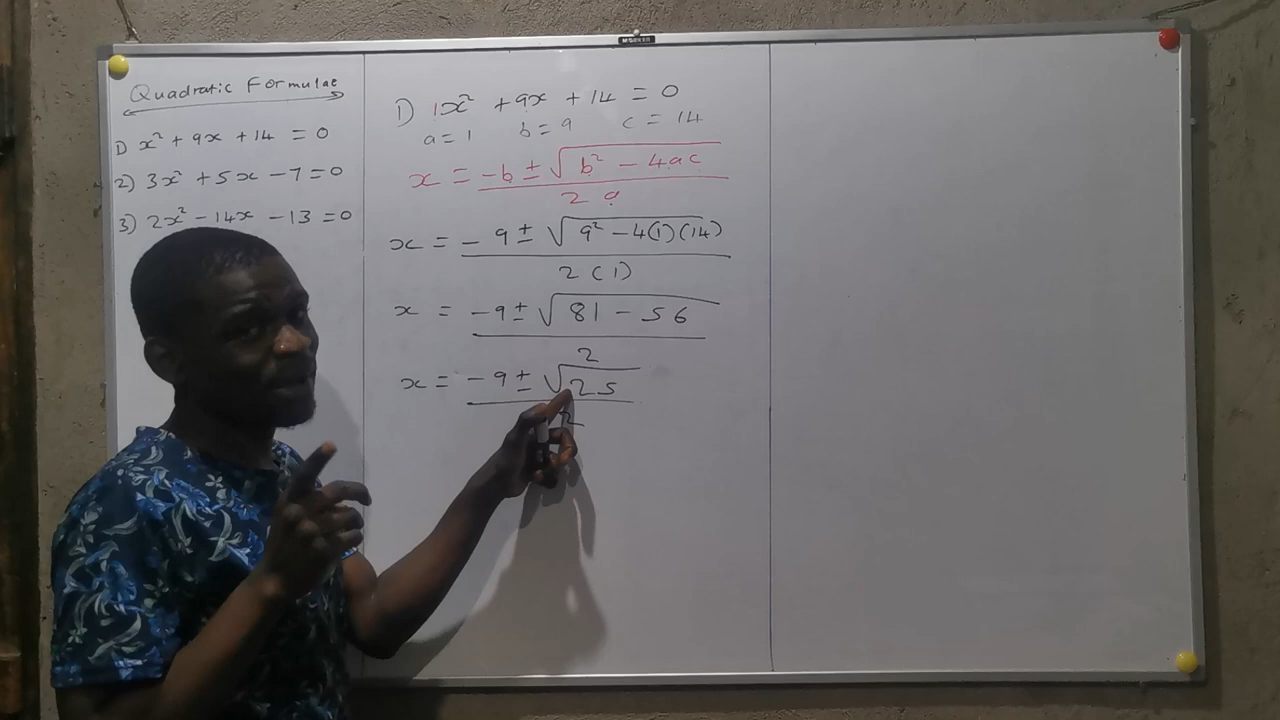 Quadratic Formulae
1) x² + 9x + 14 = 0
2) 3x² + 5x - 7 = 0
3) 2x² - 14x - 13 = 0
1) 1x² + 9x + 14 = 0
a = 1 b = 9 c = 14
x = -b ± √b² - 4ac
2a
x = -9 ± √9² - 4(1)(14)
2(1)
x = -9 ± √81 - 56
2
x = -9 ± √25
2